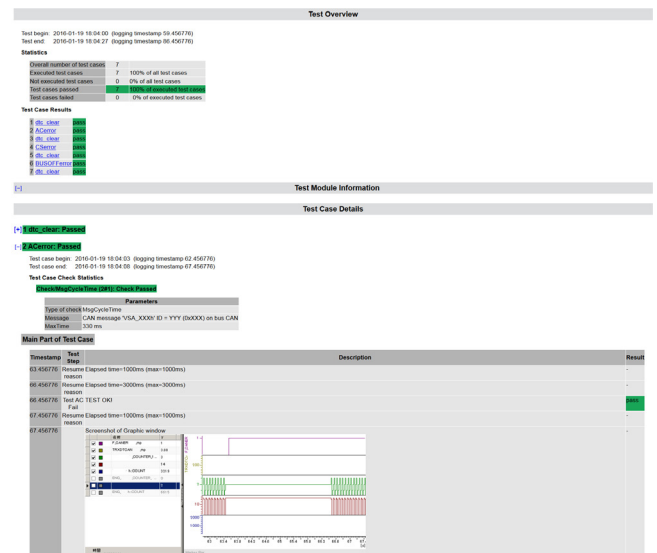 Test Overview
Test begin: 2016-01-19 18:04:00 (logging timestamp 59.456776)
Test end: 2016-01-19 18:04:27 (logging timestamp 86.456776)
Statistics
Overall number of test cases 7
Executed test cases 7 100% of all test cases
Not executed test cases 0 0% of all test cases
Test cases passed 7 100% of executed test cases
Test cases failed 0 0% of executed test cases
Test Case Results
1 dtc_clear pass
2 ACerror pass
3 dtc_clear pass
4 CSerror pass
5 dtc_clear pass
6 BUSOFFerror pass
7 dtc_clear pass
[−] Test Module Information
Test Case Details
[+] 1 dtc_clear: Passed
[−] 2 ACerror: Passed
Test case begin: 2016-01-19 18:04:03 (logging timestamp 62.456776)
Test case end: 2016-01-19 18:04:08 (logging timestamp 67.456776)
Test Case Check Statistics
CheckMsgCycleTime (2#1): Check Passed
Parameters
Type of check MsgCycleTime
Message CAN message 'VSA_XXXh' ID = YYY (0xXXX) on bus CAN
MaxTime 330 ms
Main Part of Test Case
Timestamp Test Step Description Result
63.456776 Resume reason Elapsed time=1000ms (max=1000ms) -
66.456776 Resume reason Elapsed time=3000ms (max=3000ms) -
66.456776 Test AC Fail TEST OK! pass
67.456776 Resume reason Elapsed time=1000ms (max=1000ms) -
67.456776 Screenshot of Graphic window -